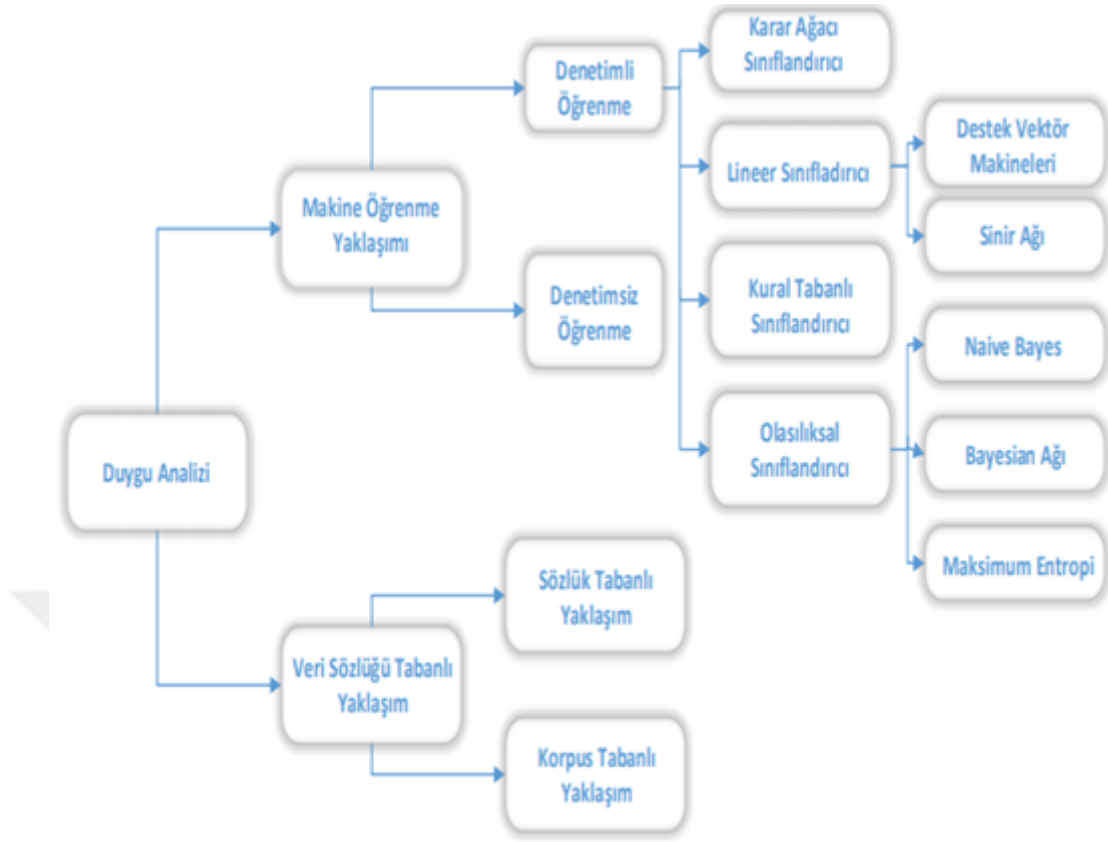 Karar Ağacı
Sınıflandırıcı
Denetimli
Öğrenme
Destek Vektör
Makineleri
Lineer Sınıfladırıcı
Makine Öğrenme
Yaklaşımı
Sinir Ağı
Denetimsiz
Öğrenme
Kural Tabanlı
Sınıflandırıcı
Naive Bayes
Olasılıksal
Sınıflandırıcı
Bayesian Ağı
Duygu Analizi
Maksimum Entropi
Sözlük Tabanlı
Yaklaşım
Veri Sözlüğü Tabanlı
Yaklaşım
Korpus Tabanlı
Yaklaşım